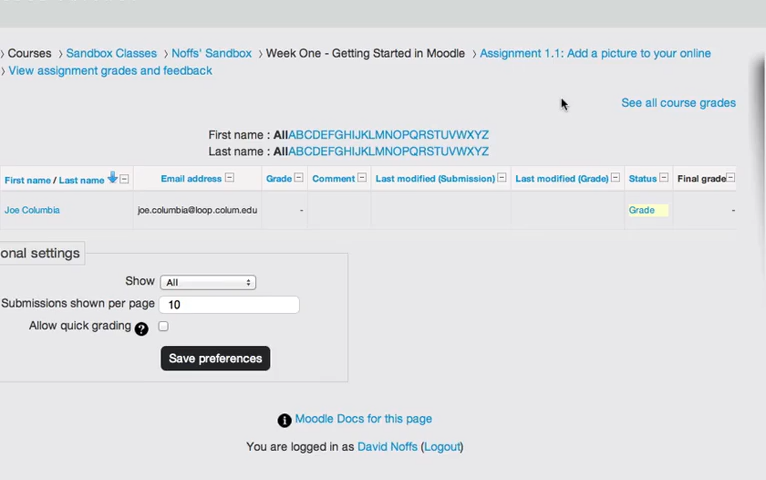 › Courses › Sandbox Classes › Noffs' Sandbox › Week One - Getting Started in Moodle › Assignment 1.1: Add a picture to your online
› View assignment grades and feedback
See all course grades
First name : AllABCDEFGHIJKLMNOPQRSTUVWXYZ
Last name : AllABCDEFGHIJKLMNOPQRSTUVWXYZ
First name / Last name Email address Grade Comment Last modified (Submission) Last modified (Grade) Status Final grade
Joe Columbia joe.columbia@loop.colum.edu - Grade -
onal settings
Show All
Submissions shown per page 10
Allow quick grading ?
Save preferences
i Moodle Docs for this page
You are logged in as David Noffs (Logout)